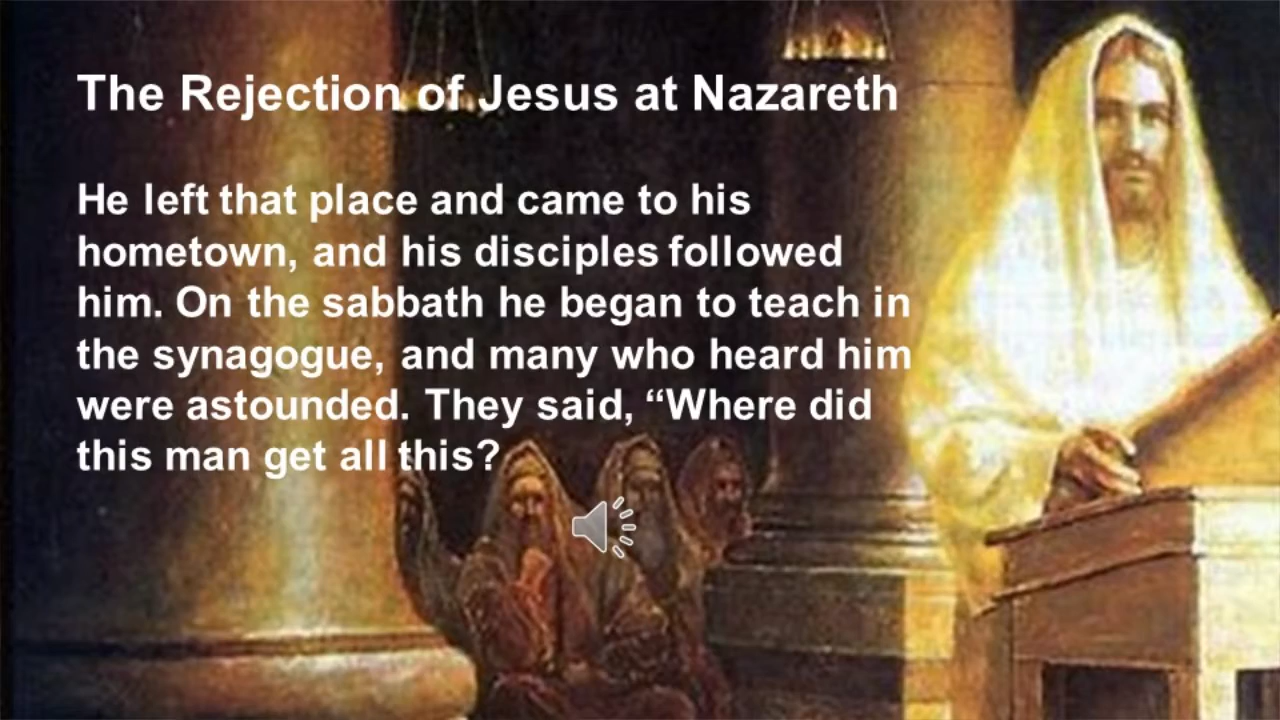 The Rejection of Jesus at Nazareth
He left that place and came to his
hometown, and his disciples followed
him. On the sabbath he began to teach in
the synagogue, and many who heard him
were astounded. They said, “Where did
this man get all this?